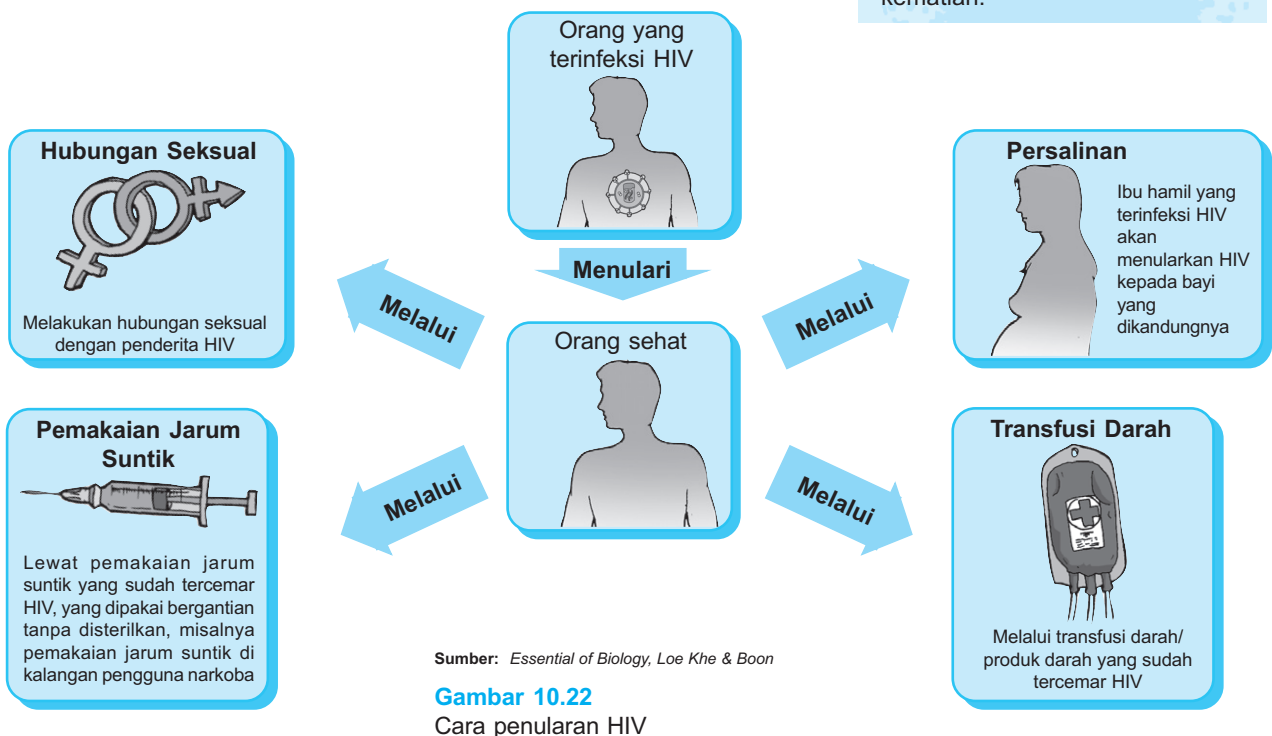 kematian.
Orang yang
terinfeksi HIV
Menulari
Orang sehat
Hubungan Seksual
Melakukan hubungan seksual
dengan penderita HIV
Melalui
Persalinan
Ibu hamil yang
terinfeksi HIV
akan
menularkan HIV
kepada bayi
yang
dikandungnya
Melalui
Pemakaian Jarum
Suntik
Lewat pemakaian jarum
suntik yang sudah tercemar
HIV, yang dipakai bergantian
tanpa disterilkan, misalnya
pemakaian jarum suntik di
kalangan pengguna narkoba
Melalui
Transfusi Darah
Melalui transfusi darah/
produk darah yang sudah
tercemar HIV
Melalui
Sumber: Essential of Biology, Loe Khe & Boon
Gambar 10.22
Cara penularan HIV